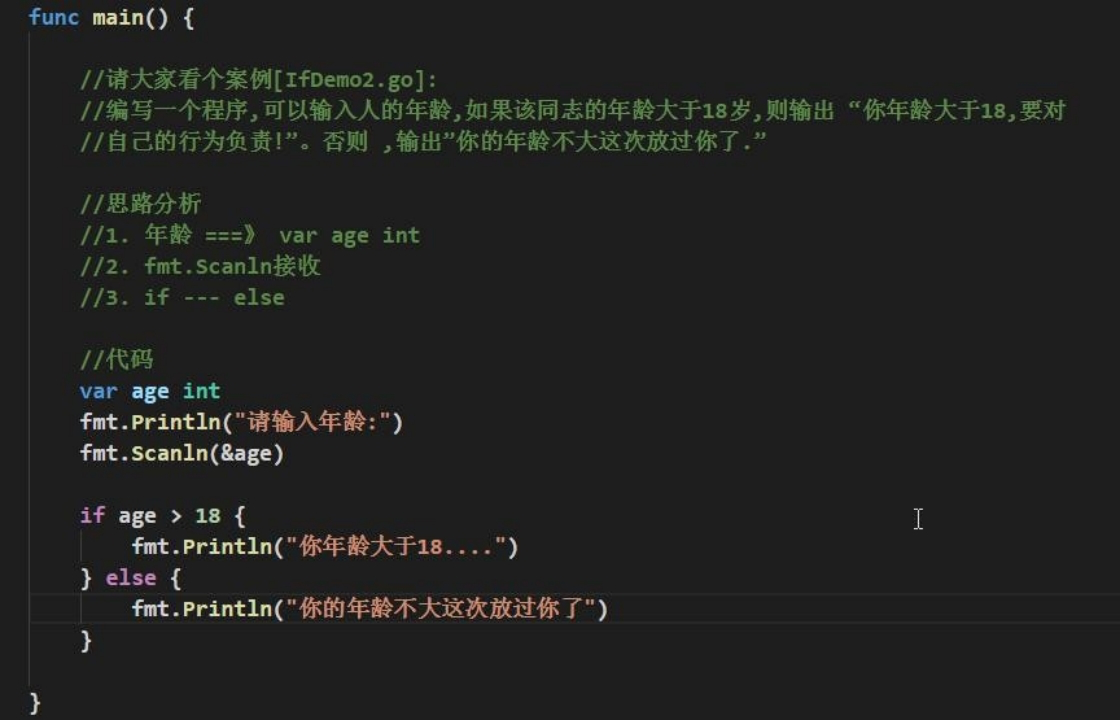 func main() {
//请大家看个案例[IfDemo2.go]:
//编写一个程序,可以输入人的年龄,如果该同志的年龄大于18岁,则输出 “你年龄大于18,要对
//自己的行为负责!”。否则 ,输出”你的年龄不大这次放过你了.”
//思路分析
//1. 年龄 ===》 var age int
//2. fmt.Scanln接收
//3. if --- else
//代码
var age int
fmt.Println("请输入年龄:")
fmt.Scanln(&age)
if age > 18 {
fmt.Println("你年龄大于18....")
} else {
fmt.Println("你的年龄不大这次放过你了")
}
}